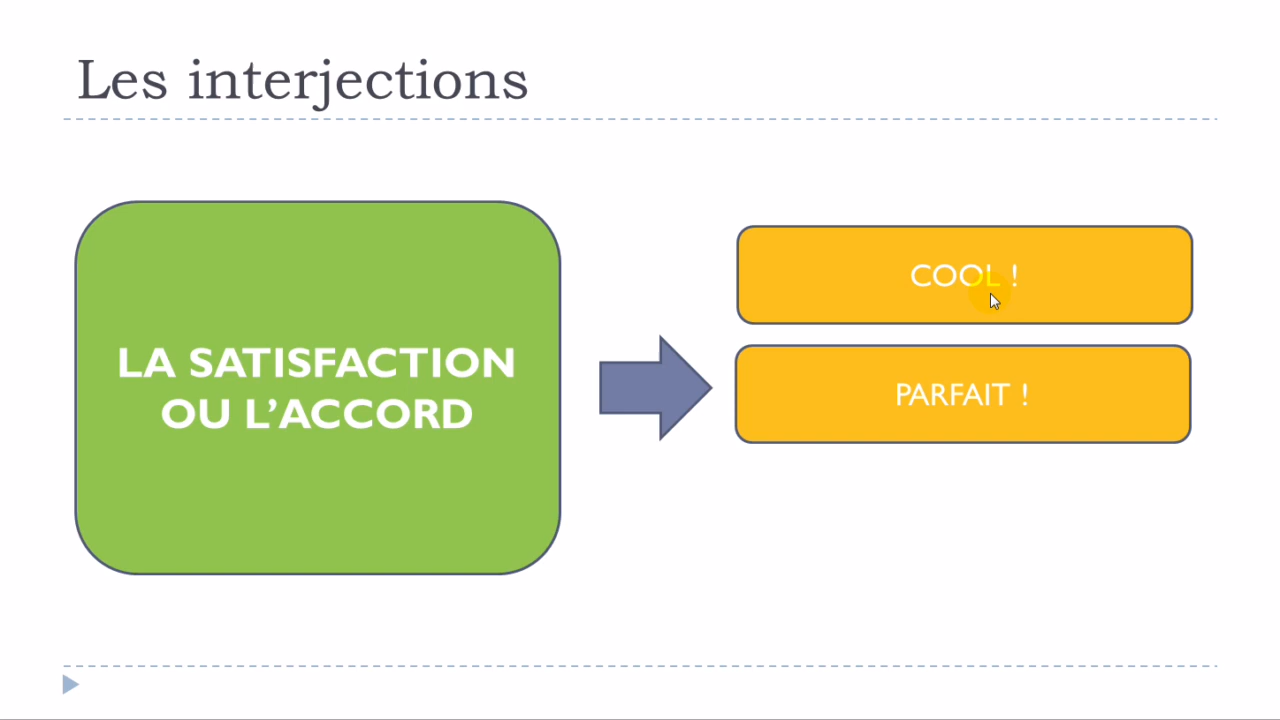 Les interjections
LA SATISFACTION
OU L’ACCORD
COOL !
PARFAIT !